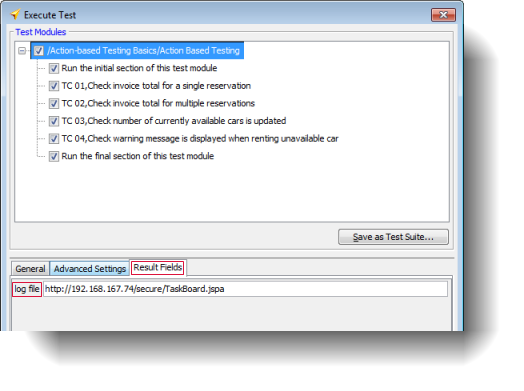 Execute Test
Test Modules
/Action-based Testing Basics/Action Based Testing
Run the initial section of this test module
TC 01,Check invoice total for a single reservation
TC 02,Check invoice total for multiple reservations
TC 03,Check number of currently available cars is updated
TC 04,Check warning message is displayed when renting unavailable car
Run the final section of this test module
Save as Test Suite...
General Advanced Settings Result Fields
log file http://192.168.167.74/secure/TaskBoard.jspa